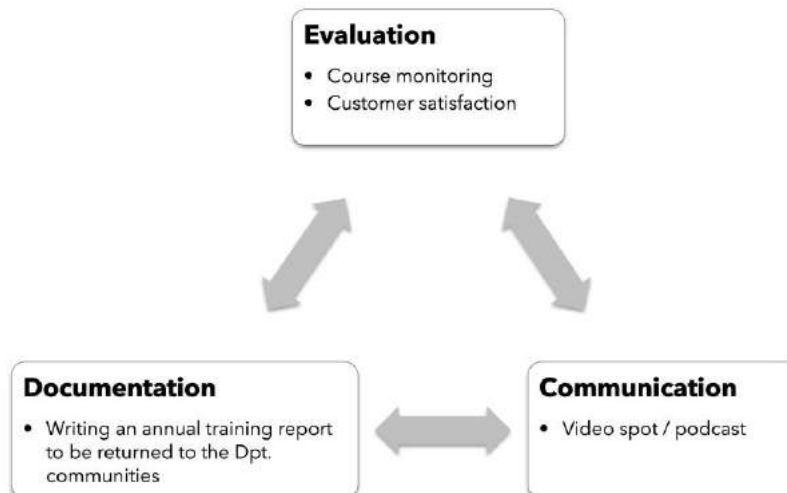 Evaluation
• Course monitoring
• Customer satisfaction
Documentation
• Writing an annual training report
to be returned to the Dpt.
communities
Communication
• Video spot / podcast